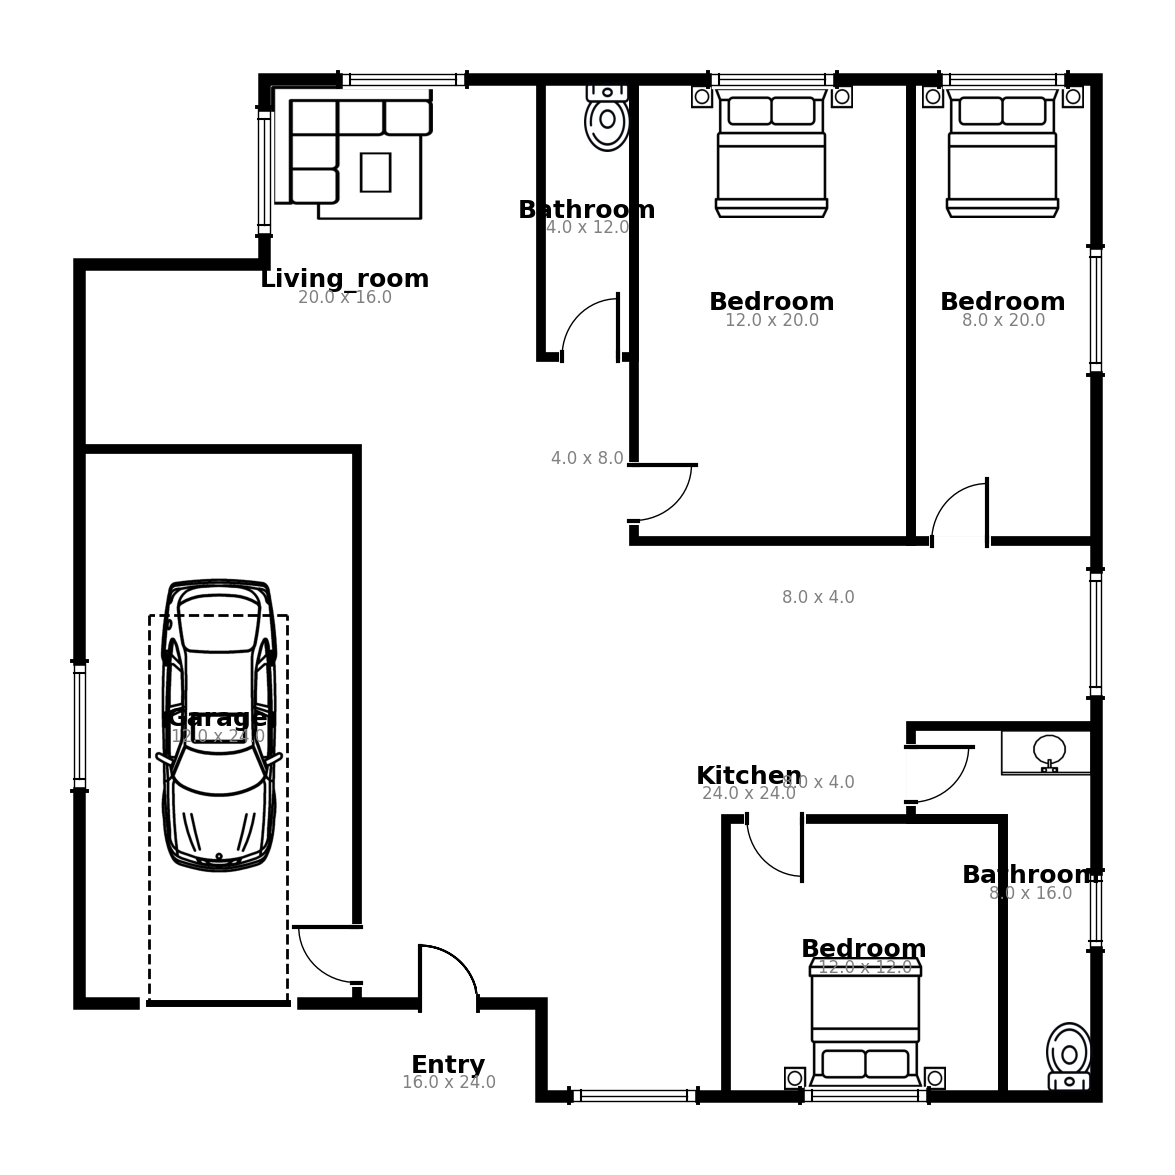 Bathroom
4.0 x 12.0
Living_room
20.0 x 16.0
Bedroom
12.0 x 20.0
Bedroom
8.0 x 20.0
4.0 x 8.0
8.0 x 4.0
Garage
12.0 x 24.0
Kitchen
24.0 x 24.0
8.0 x 4.0
Bathroom
8.0 x 16.0
Bedroom
12.0 x 12.0
Entry
16.0 x 24.0